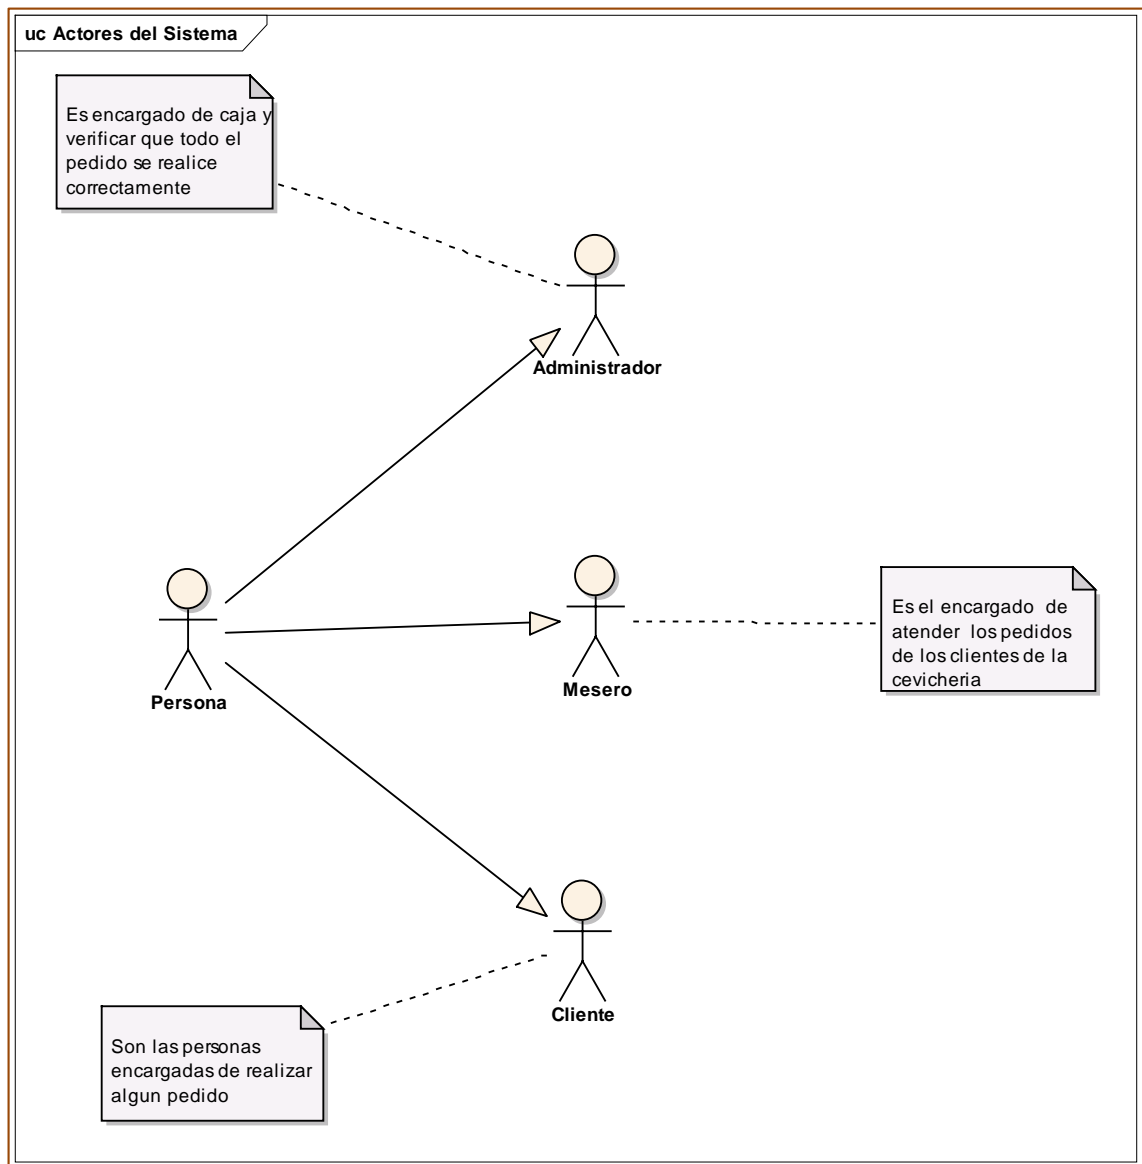 uc Actores del Sistema
Es encargado de caja y
verificar que todo el
pedido se realice
correctamente
Administrador
Persona
Mesero
Es el encargado de
atender los pedidos
de los clientes de la
cevicheria
Cliente
Son las personas
encargadas de realizar
algun pedido